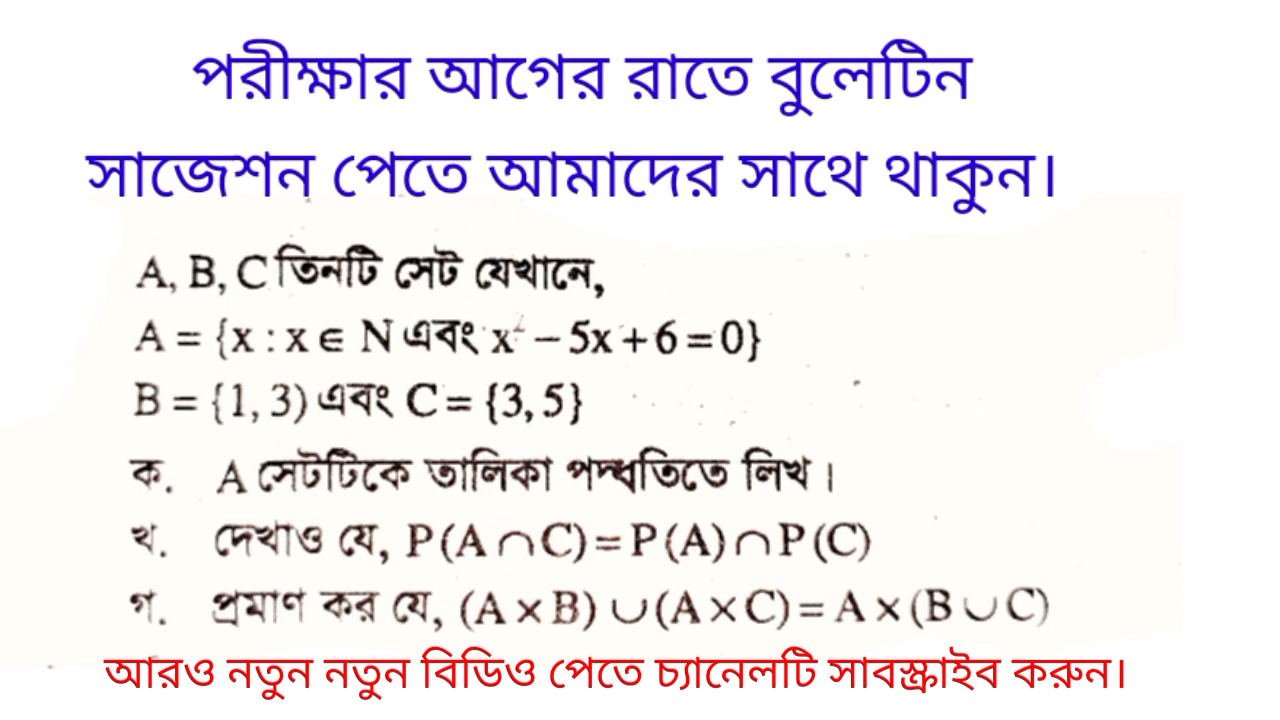 পরীক্ষার আগের রাতে বুলেটিন
সাজেশন পেতে আমাদের সাথে থাকুন।
A, B, C তিনটি সেট যেখানে,
A = {x : x ∈ N এবং x² – 5x + 6 = 0}
B = {1, 3) এবং C = {3, 5}
ক. A সেটটিকে তালিকা পদ্ধতিতে লিখ।
খ. দেখাও যে, P(A ∩ C) = P(A) ∩ P(C)
গ. প্রমাণ কর যে, (A × B) ∪ (A × C) = A × (B ∪ C)
আরও নতুন নতুন বিডিও পেতে চ্যানেলটি সাবস্ক্রাইব করুন।